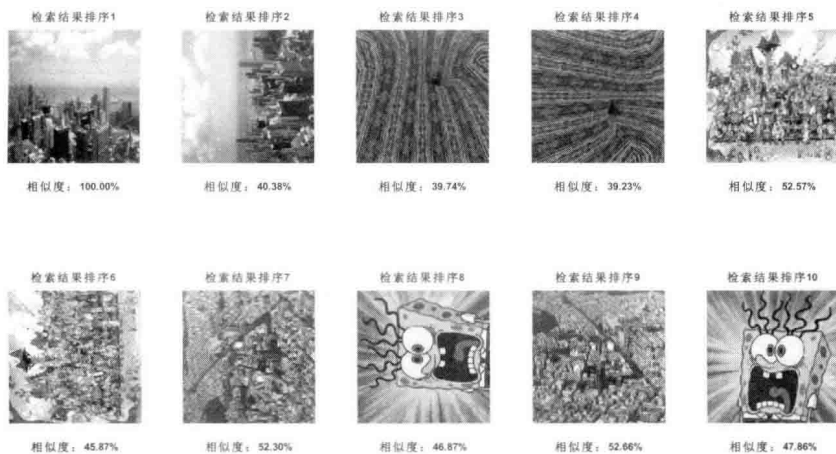 检索结果排序1
检索结果排序2
检索结果排序3
检索结果排序4
检索结果排序5
相似度：100.00%
相似度：40.38%
相似度：39.74%
相似度：39.23%
相似度：52.57%
检索结果排序6
检索结果排序7
检索结果排序8
检索结果排序9
检索结果排序10
相似度：45.87%
相似度：52.30%
相似度：46.87%
相似度：52.66%
相似度：47.86%